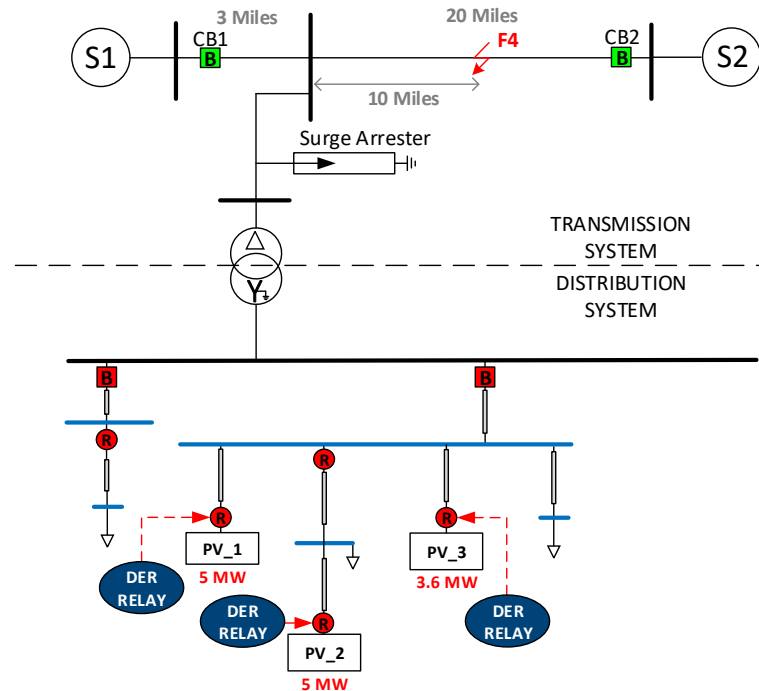 3 Miles
20 Miles
S1
CB1
B
F4
CB2
B
S2
10 Miles
Surge Arrester
TRANSMISSION
SYSTEM
DISTRIBUTION
SYSTEM
B
B
R
R
R
R
PV_1
PV_3
5 MW
3.6 MW
DER
RELAY
DER
RELAY
DER
RELAY
R
PV_2
5 MW